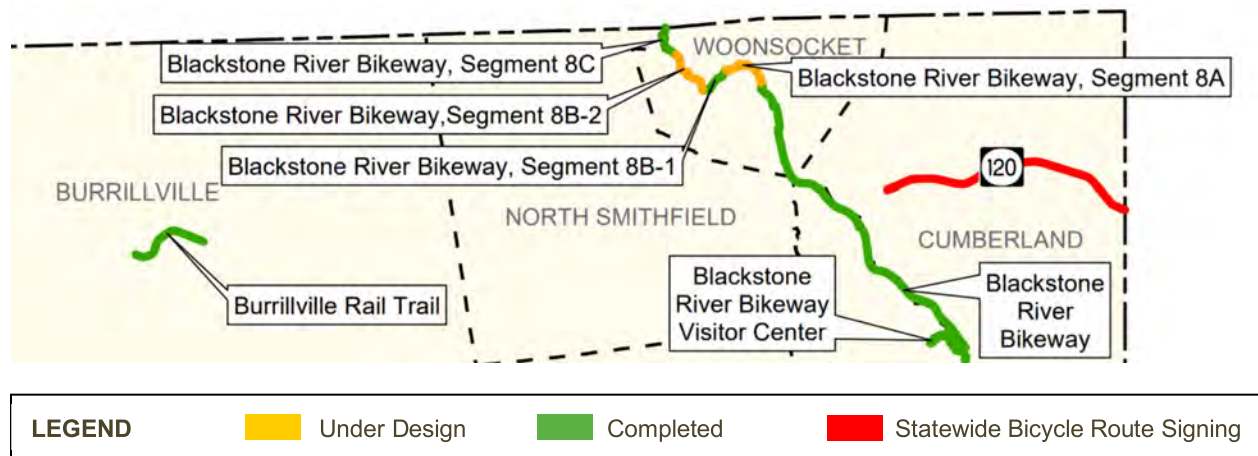 WOONSOCKET
Blackstone River Bikeway, Segment 8C
Blackstone River Bikeway, Segment 8A
Blackstone River Bikeway,Segment 8B-2
Blackstone River Bikeway, Segment 8B-1
120
BURRILLVILLE
NORTH SMITHFIELD
CUMBERLAND
Burrillville Rail Trail
Blackstone
River Bikeway
Visitor Center
Blackstone
River
Bikeway
LEGEND Under Design Completed Statewide Bicycle Route Signing